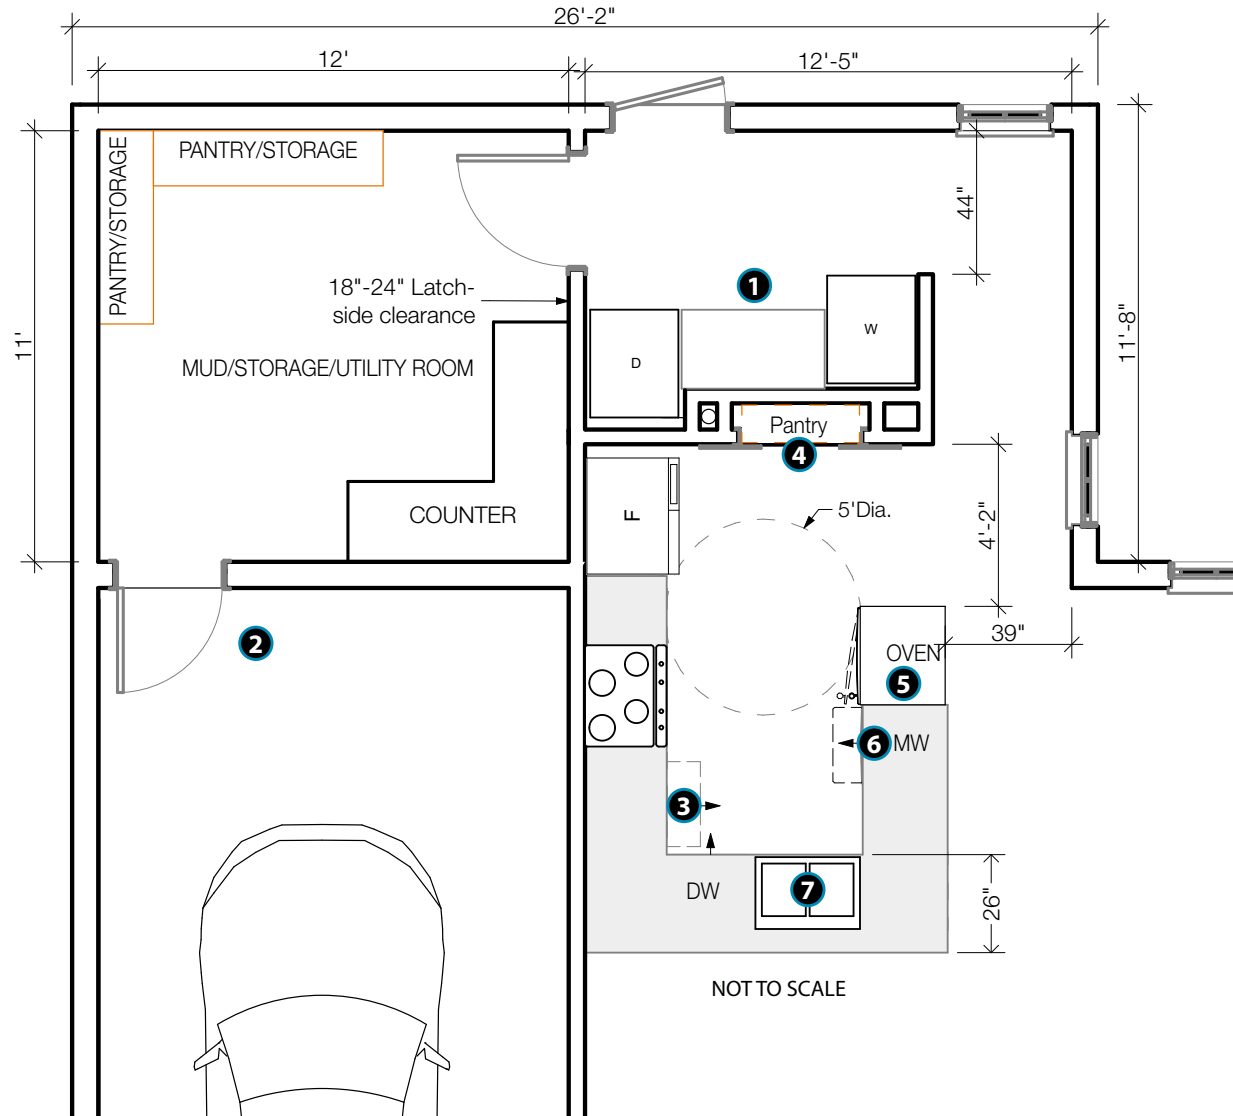 26'-2"
12'
12'-5"
PANTRY/STORAGE
PANTRY/STORAGE
44"
1
18"-24" Latch-
side clearance
11'
11'-8"
W
D
MUD/STORAGE/UTILITY ROOM
Pantry
4
F
5'Dia.
COUNTER
4'-2"
2
39"
OVEN
5
6 MW
3
DW
7
26"
NOT TO SCALE